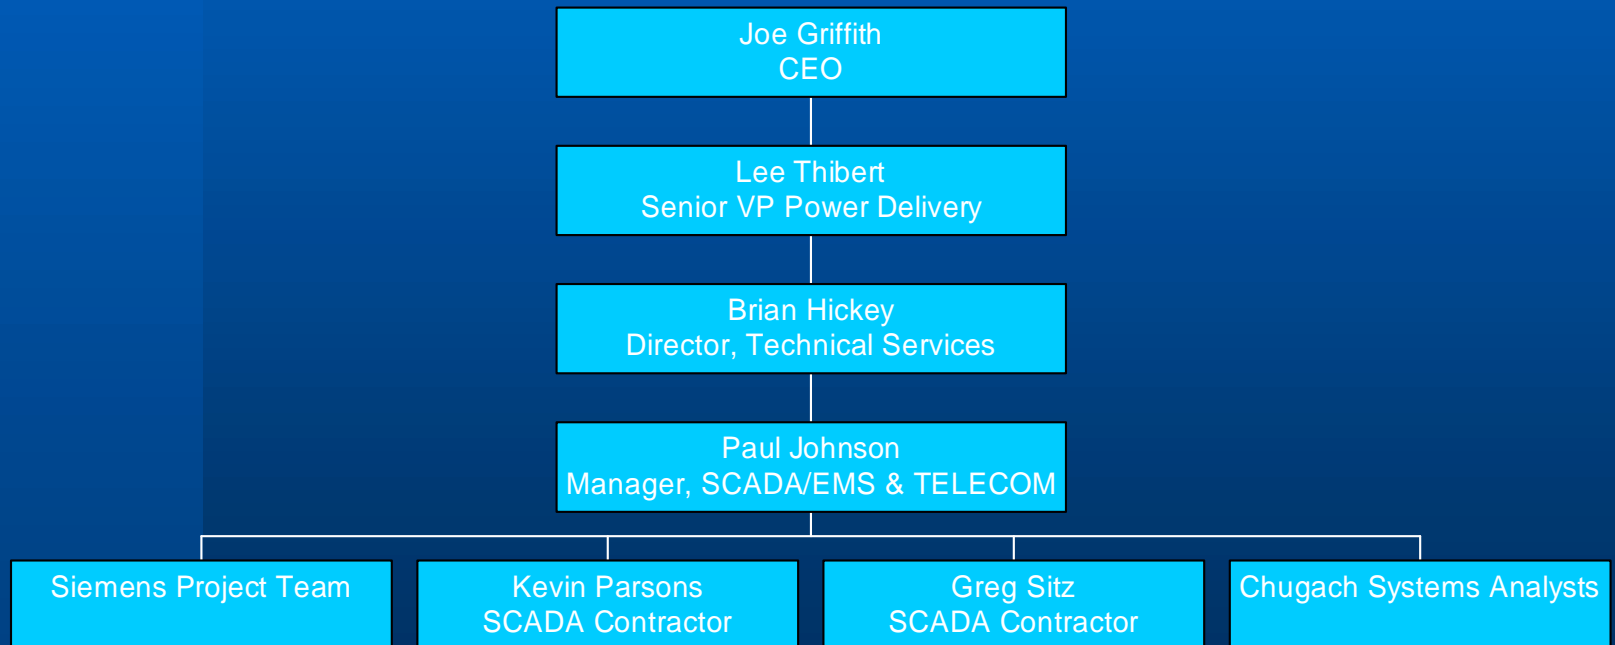 Joe Griffith
CEO
Lee Thibert
Senior VP Power Delivery
Brian Hickey
Director, Technical Services
Paul Johnson
Manager, SCADA/EMS & TELECOM
Siemens Project Team
Kevin Parsons
SCADA Contractor
Greg Sitz
SCADA Contractor
Chugach Systems Analysts